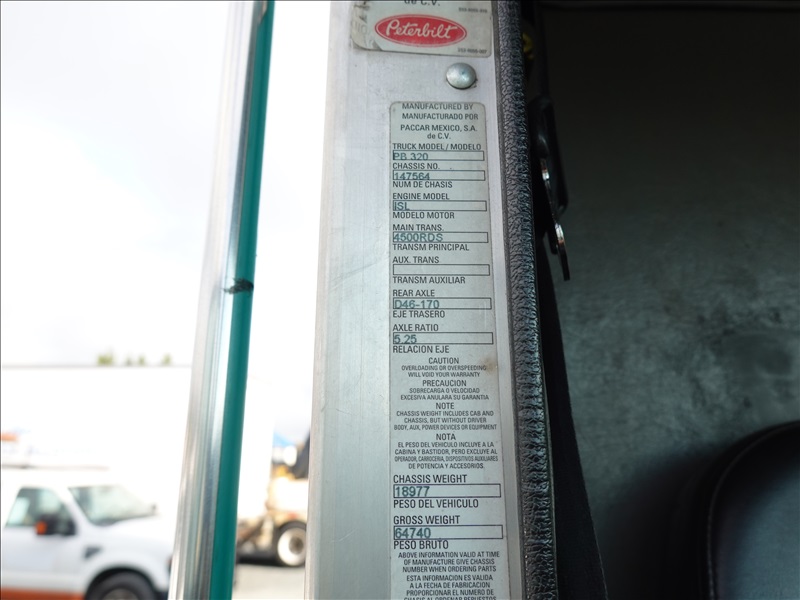 de C.V.
Peterbilt
MANUFACTURED BY
MANUFACTURADO POR
PACCAR MEXICO, S.A.
de C.V.
TRUCK MODEL / MODELO
PB 320
CHASSIS NO.
147564
NUM DE CHASIS
ENGINE MODEL
ISL
MODELO MOTOR
MAIN TRANS.
4500RDS
TRANSM PRINCIPAL
AUX. TRANS
TRANSM AUXILIAR
REAR AXLE
D46-170
EJE TRASERO
AXLE RATIO
5.25
RELACION EJE
CAUTION
OVERLOADING OR OVERSPEEDING
WILL VOID YOUR WARRANTY
PRECAUCION
SOBRECARGA O VELOCIDAD
EXCESIVA ANULARA SU GARANTIA
NOTE
CHASSIS WEIGHT INCLUDES CAB AND
CHASSIS, BUT WITHOUT DRIVER
BODY, AUX, POWER DEVICES OR EQUIPMENT
NOTA
EL PESO DEL VEHICULO INCLUYE A LA
CABINA Y BASTIDOR, PERO EXCLUYE AL
OPERADOR, CARROCERIA, DISPOSITIVOS AUXILIARES
DE POTENCIA Y ACCESORIOS.
CHASSIS WEIGHT
18977
PESO DEL VEHICULO
GROSS WEIGHT
64740
PESO BRUTO
ABOVE INFORMATION VALID AT TIME
OF MANUFACTURE GIVE CHASSIS
NUMBER WHEN ORDERING PARTS
ESTA INFORMACION ES VALIDA
A LA FECHA DE FABRICACION
PROPORCIONAR EL NUMERO DE
CHASIS AL ORDENAR REPUESTOS